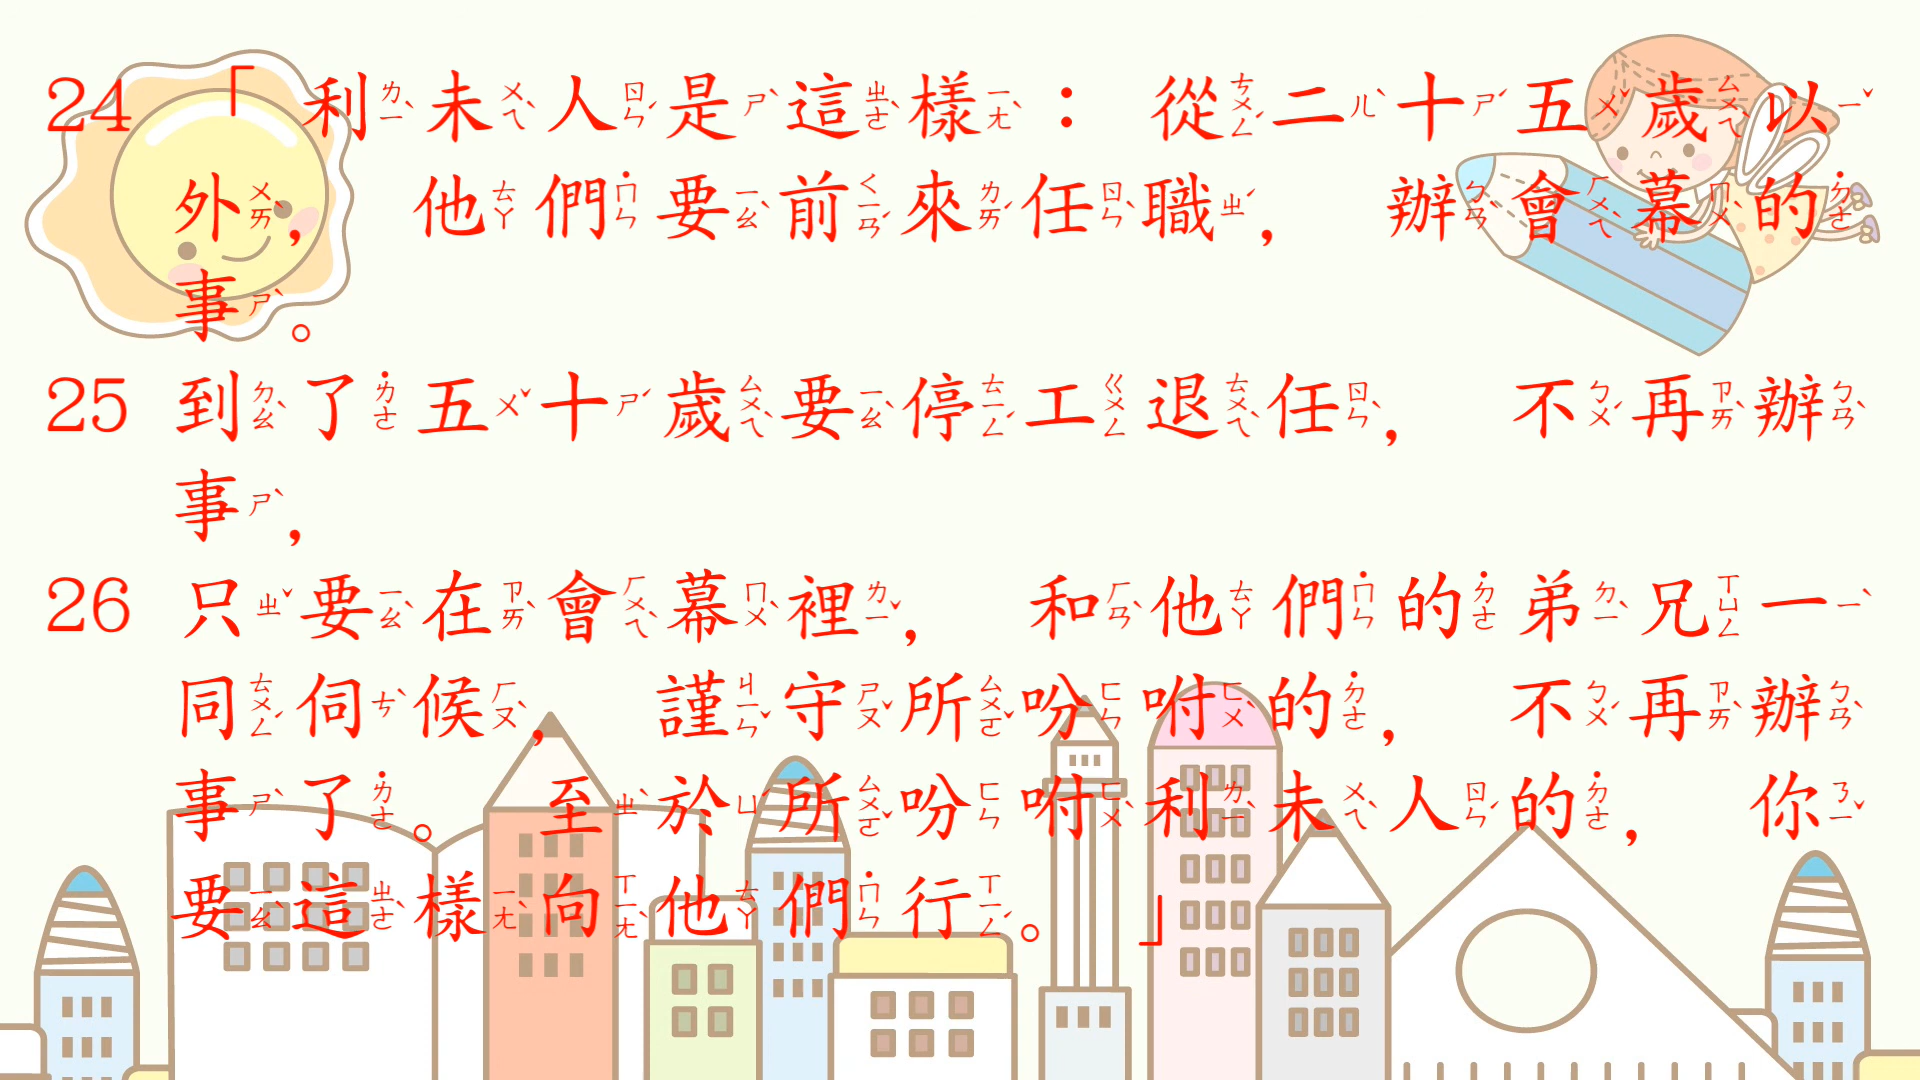 24 「利未人是這樣：從二十五歲以
外，他們要前來任職，辦會幕的
事。
25 到了五十歲要停工退任，不再辦
事，
26 只要在會幕裡，和他們的弟兄一
同伺候，謹守所吩咐的，不再辦
事了。至於所吩咐利未人的，你
要這樣向他們行。」